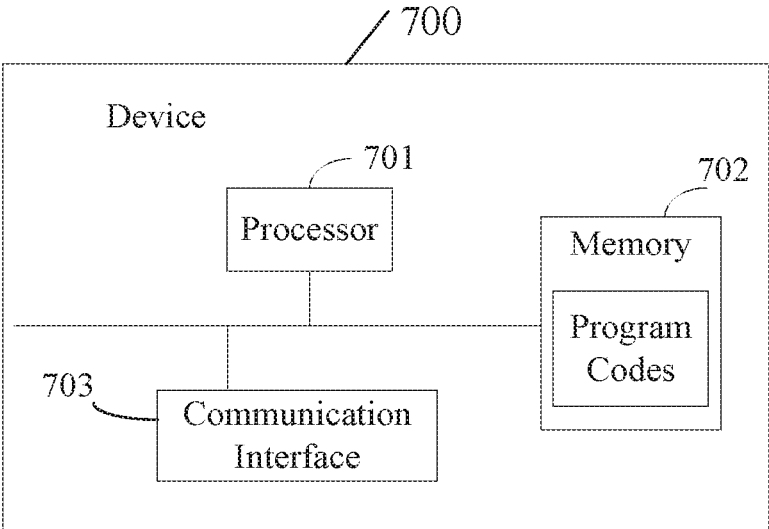 700
Device
701
Processor
702
Memory
Program
Codes
703
Communication
Interface